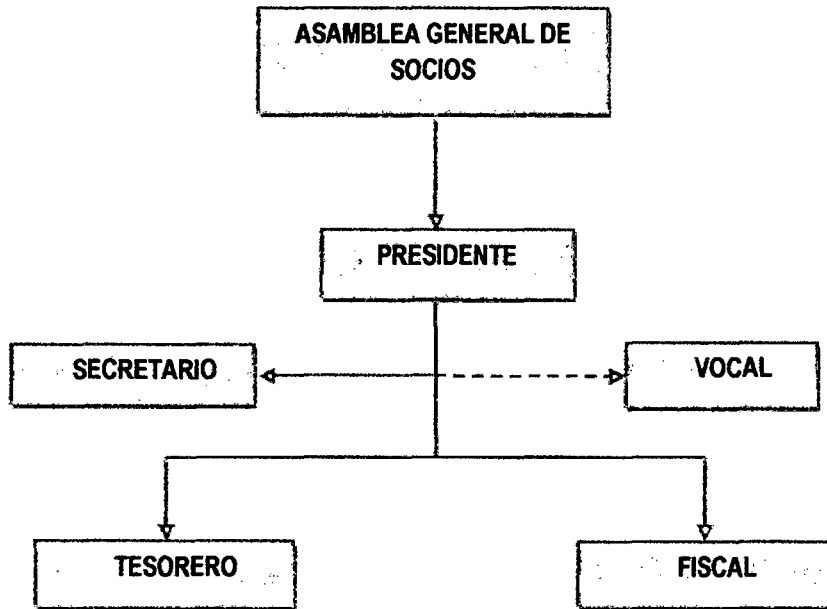 ASAMBLEA GENERAL DE
SOCIOS
PRESIDENTE
SECRETARIO
VOCAL
TESORERO
FISCAL